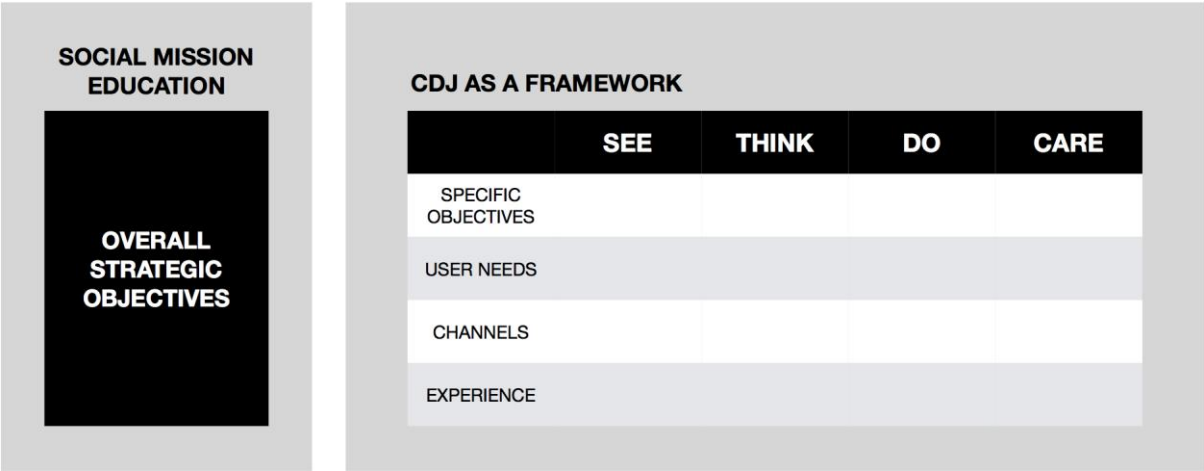 SOCIAL MISSION
EDUCATION
OVERALL
STRATEGIC
OBJECTIVES
CDJ AS A FRAMEWORK
SEE THINK DO CARE
SPECIFIC
OBJECTIVES
USER NEEDS
CHANNELS
EXPERIENCE